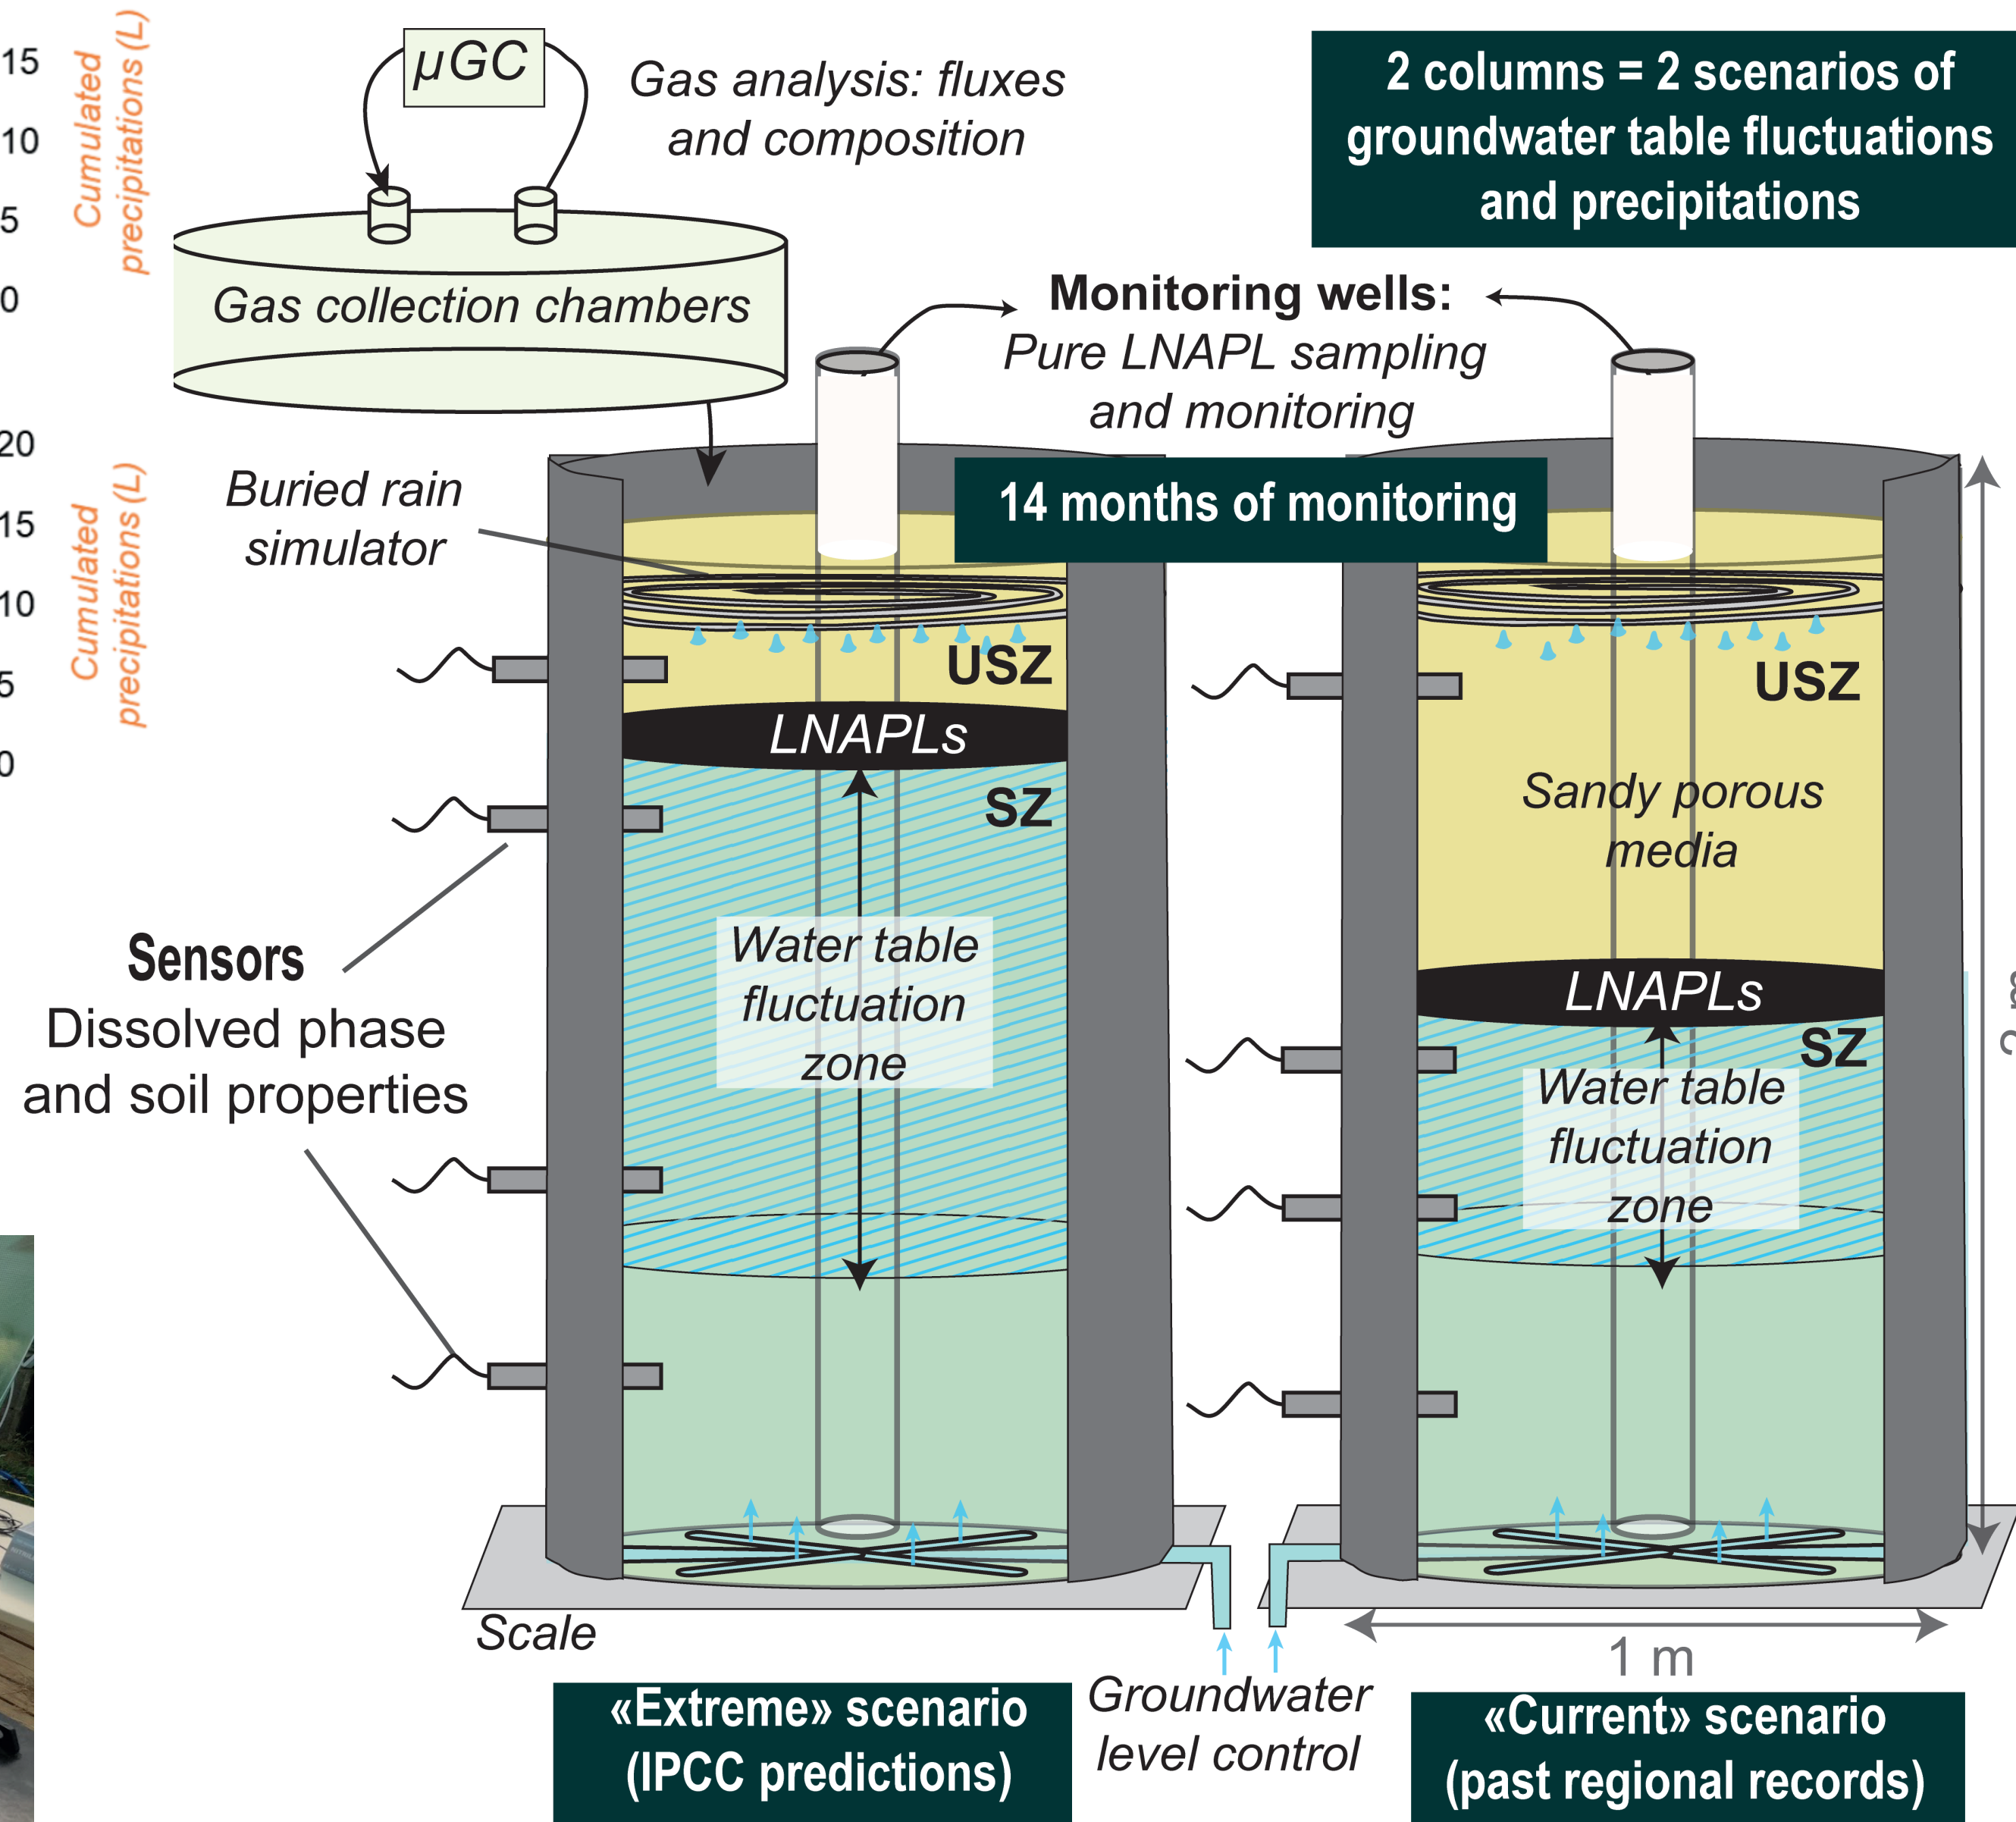 15
10
5
0
Cumulated
precipitations (L)
20
15
10
5
0
Cumulated
precipitations (L)
µGC
Gas analysis: fluxes
and composition
Gas collection chambers
2 columns = 2 scenarios of
groundwater table fluctuations
and precipitations
Monitoring wells:
Pure LNAPL sampling
and monitoring
14 months of monitoring
Buried rain
simulator
USZ
LNAPLs
SZ
Water table
fluctuation
zone
Sensors
Dissolved phase
and soil properties
USZ
Sandy porous
media
LNAPLs
SZ
Water table
fluctuation
zone
Scale
1 m
Groundwater
level control
«Extreme» scenario
(IPCC predictions)
«Current» scenario
(past regional records)